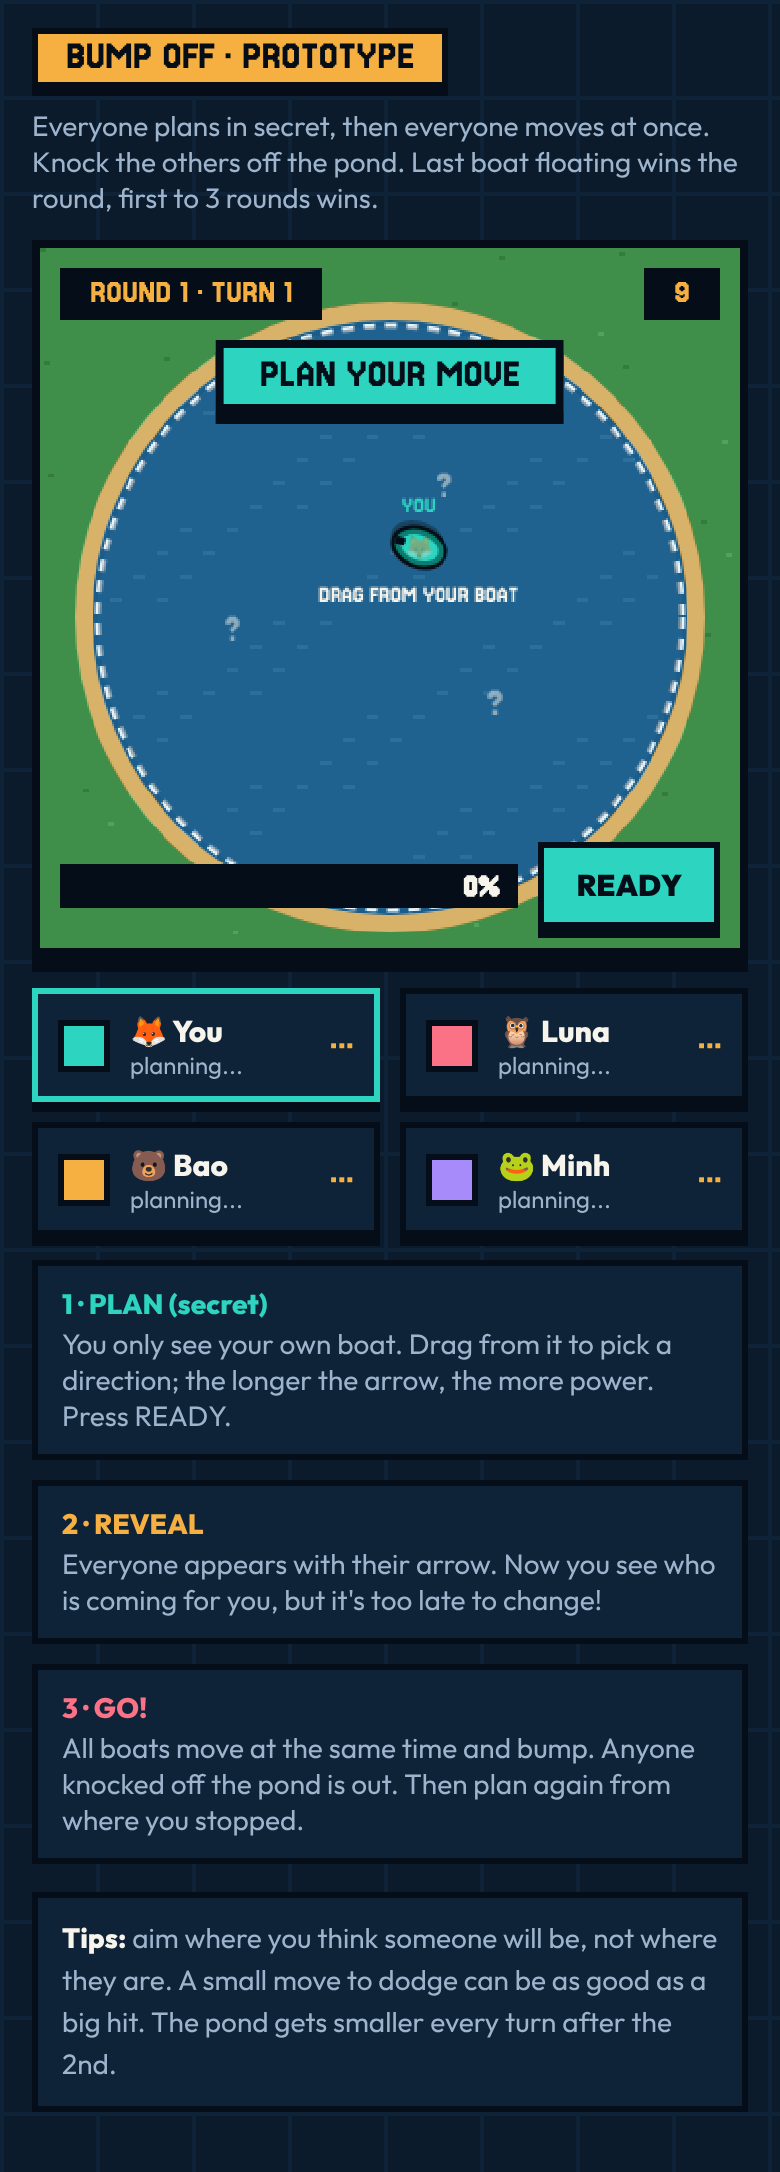 BUMP OFF · PROTOTYPE
Everyone plans in secret, then everyone moves at once.
Knock the others off the pond. Last boat floating wins the
round, first to 3 rounds wins.
ROUND 1 · TURN 1
9
PLAN YOUR MOVE
?
YOU
DRAG FROM YOUR BOAT
?
?
0%
READY
You
planning...
...
Luna
planning...
...
Bao
planning...
...
Minh
planning...
...
1 · PLAN (secret)
You only see your own boat. Drag from it to pick a
direction; the longer the arrow, the more power.
Press READY.
2 · REVEAL
Everyone appears with their arrow. Now you see who
is coming for you, but it's too late to change!
3 · GO!
All boats move at the same time and bump. Anyone
knocked off the pond is out. Then plan again from
where you stopped.
Tips: aim where you think someone will be, not where
they are. A small move to dodge can be as good as a
big hit. The pond gets smaller every turn after the
2nd.